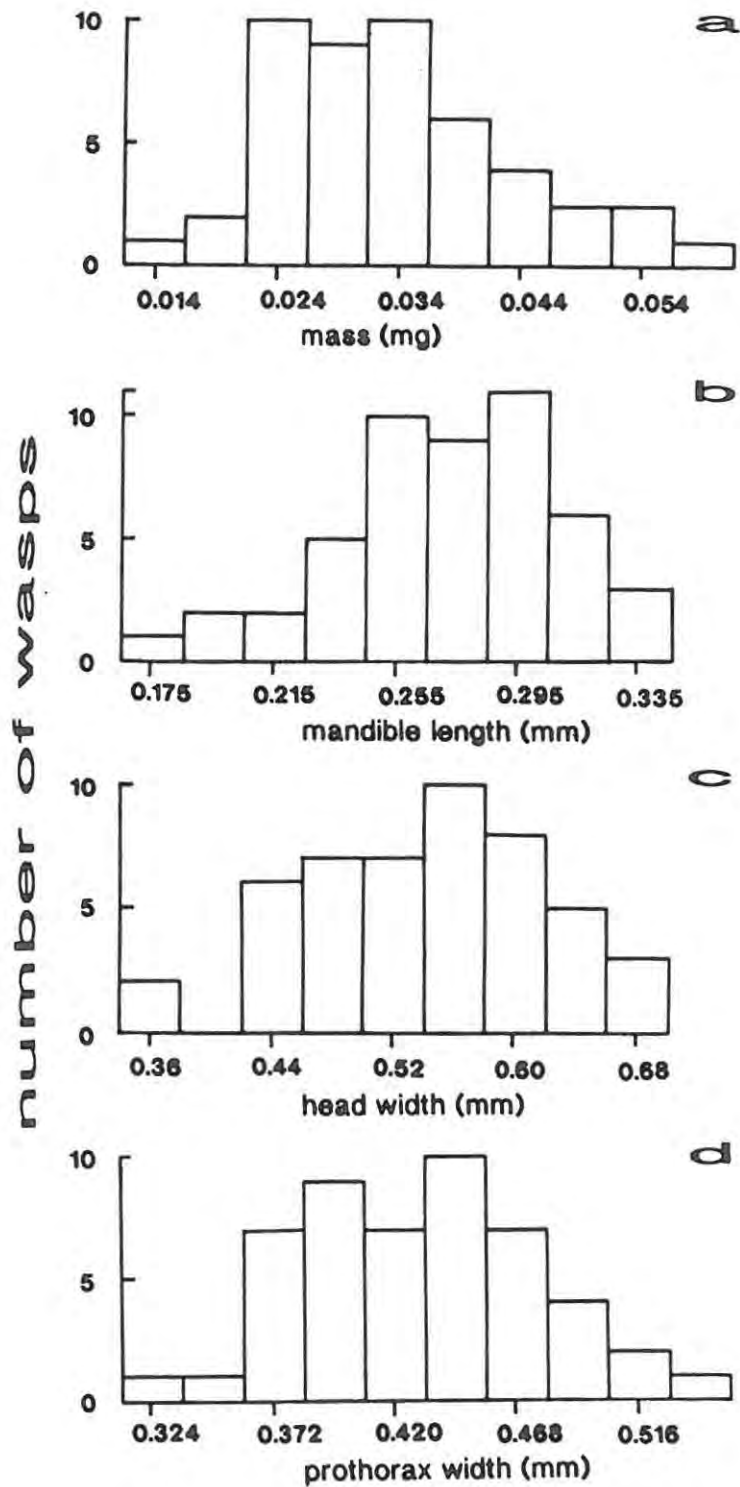 number of wasps
a
10
5
0
0.014 0.024 0.034 0.044 0.054
mass (mg)
b
10
5
0
0.175 0.215 0.255 0.295 0.335
mandible length (mm)
c
10
5
0
0.36 0.44 0.52 0.60 0.68
head width (mm)
d
10
5
0
0.324 0.372 0.420 0.468 0.516
prothorax width (mm)